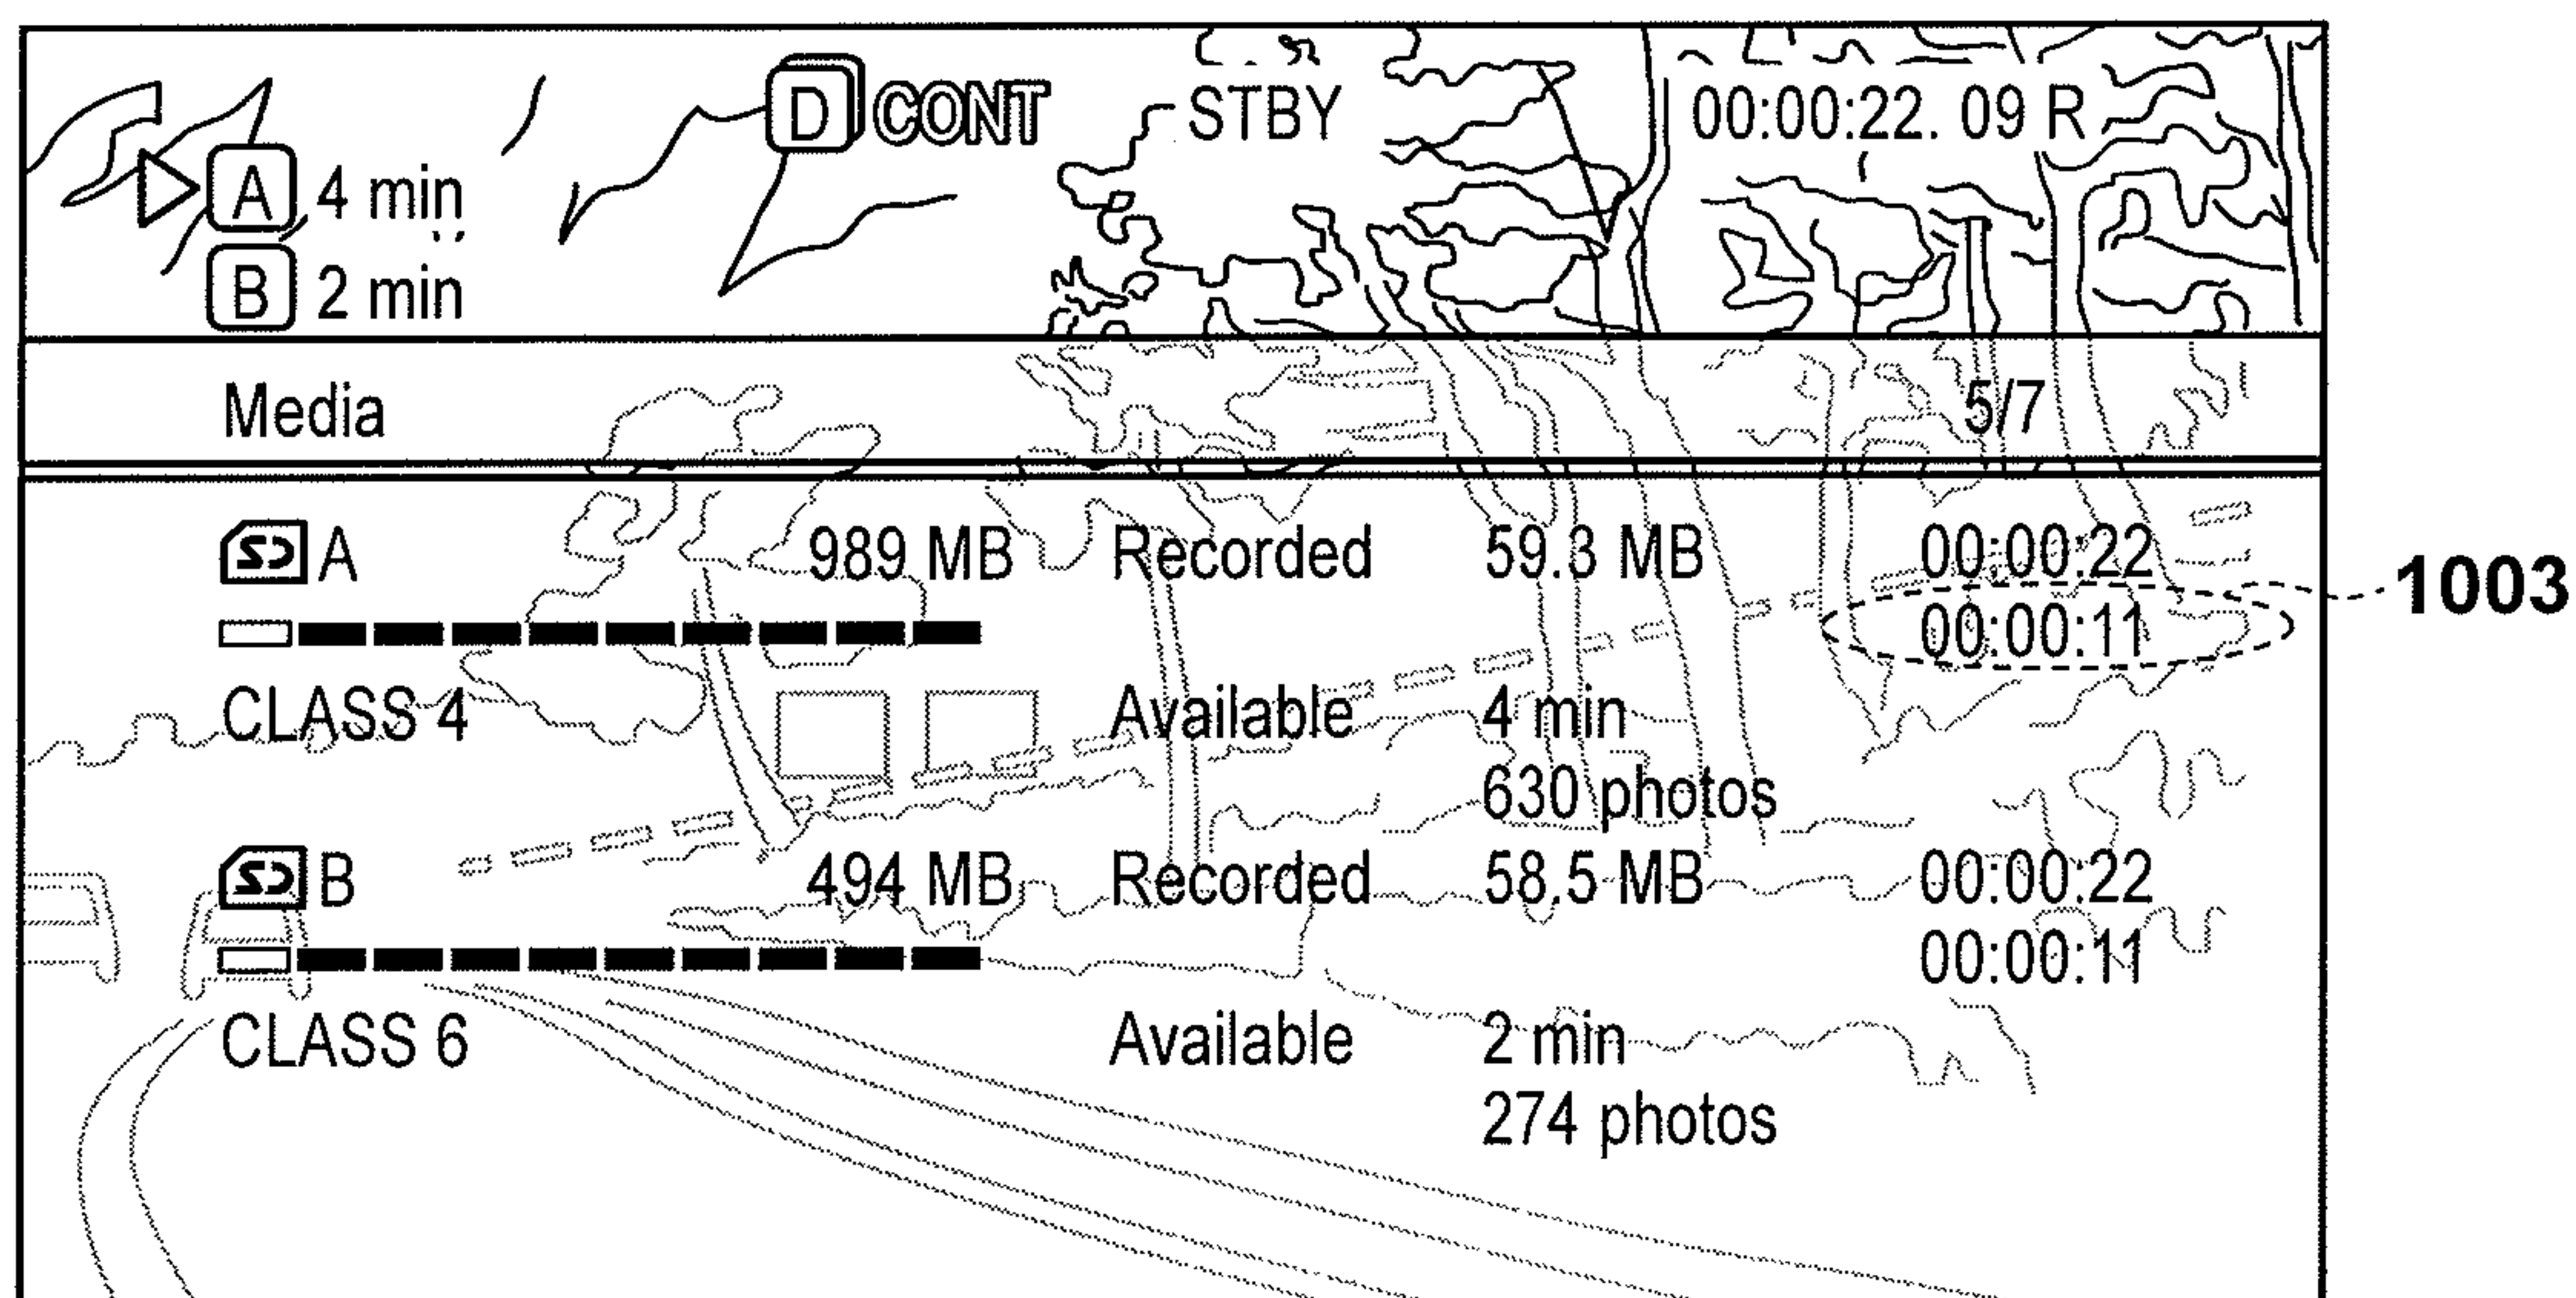 D CONT STBY 00:00:22. 09 R
A 4 min
B 2 min
Media 5/7
SD A 989 MB Recorded 59.3 MB 00:00:22
00:00:11 1003
CLASS 4 Available 4 min
630 photos
SD B 494 MB Recorded 58.5 MB 00:00:22
00:00:11
CLASS 6 Available 2 min
274 photos